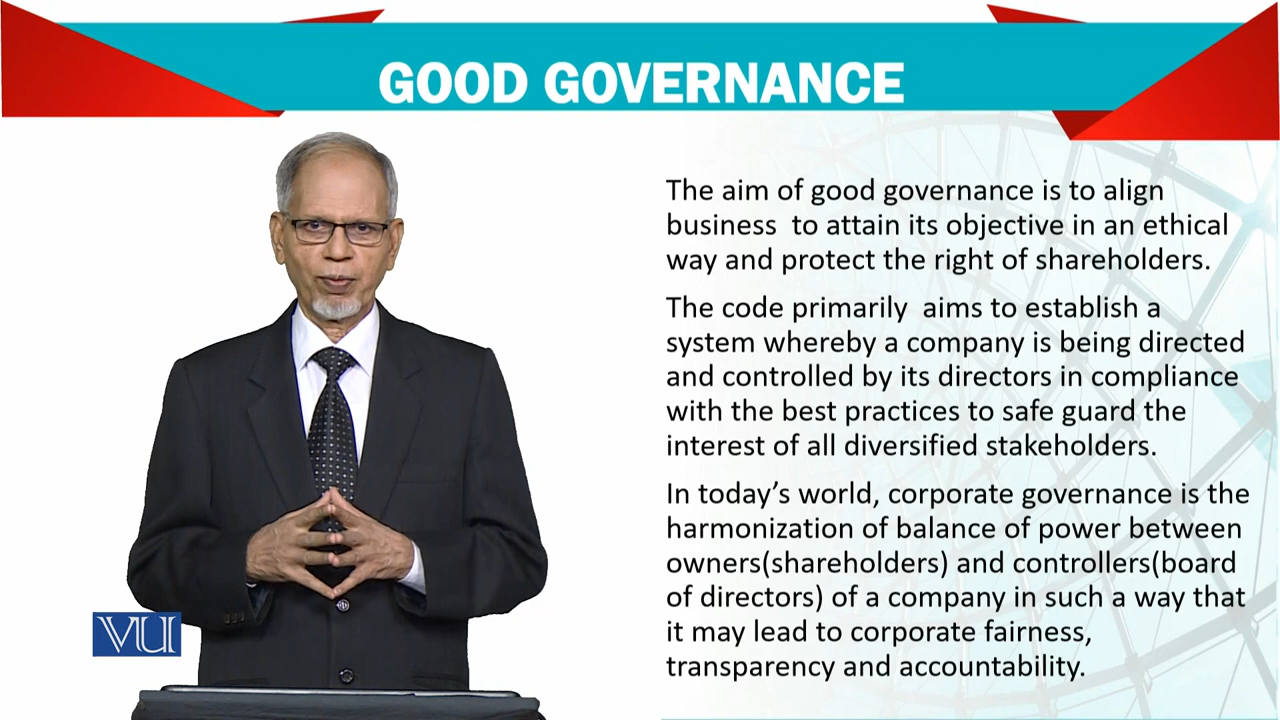 GOOD GOVERNANCE
The aim of good governance is to align
business  to attain its objective in an ethical
way and protect the right of shareholders.
The code primarily  aims to establish a
system whereby a company is being directed
and controlled by its directors in compliance
with the best practices to safe guard the
interest of all diversified stakeholders.
In today’s world, corporate governance is the
harmonization of balance of power between
owners(shareholders) and controllers(board
of directors) of a company in such a way that
it may lead to corporate fairness,
transparency and accountability.
VU